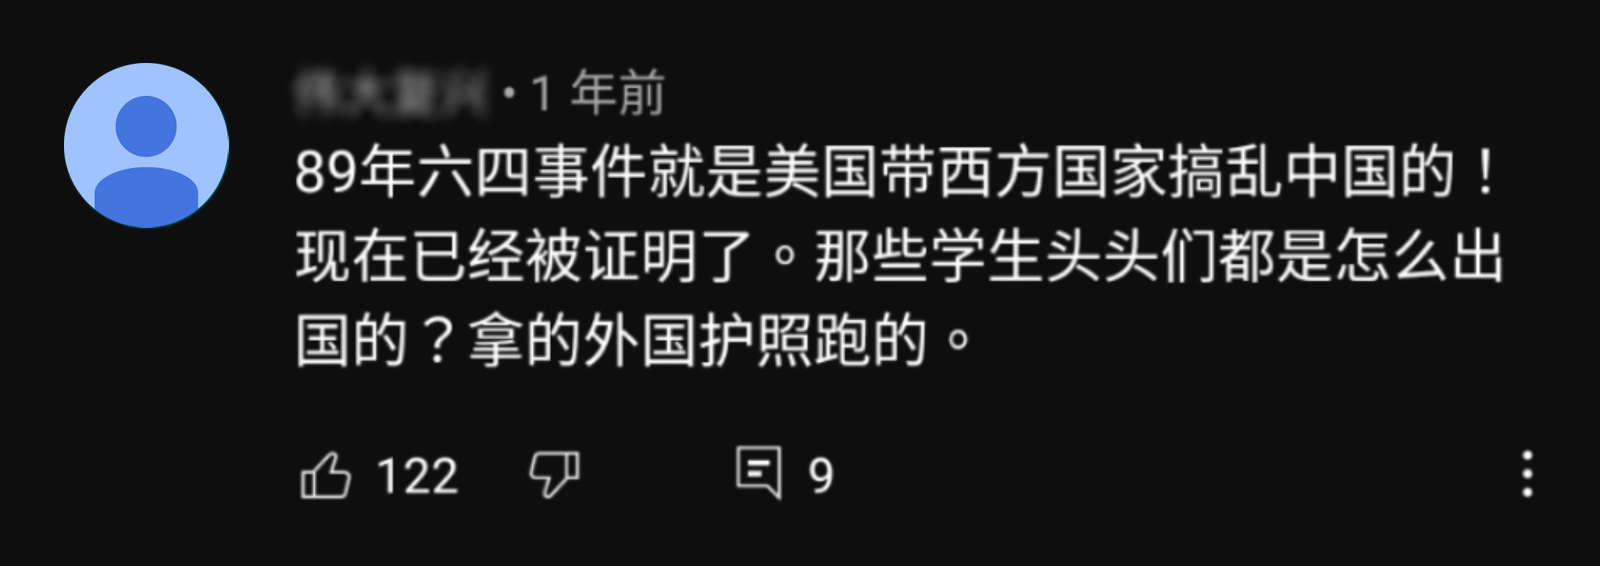 • 1 年前
89年六四事件就是美国带西方国家搞乱中国的！
现在已经被证明了。那些学生头头们都是怎么出
国的？拿的外国护照跑的。
122
9